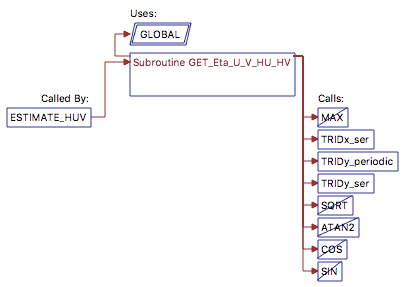 Uses:
GLOBAL
Subroutine GET_Eta_U_V_HU_HV
Called By:
ESTIMATE_HUV
Calls:
MAX
TRIDx_ser
TRIDy_periodic
TRIDy_ser
SQRT
ATAN2
COS
SIN